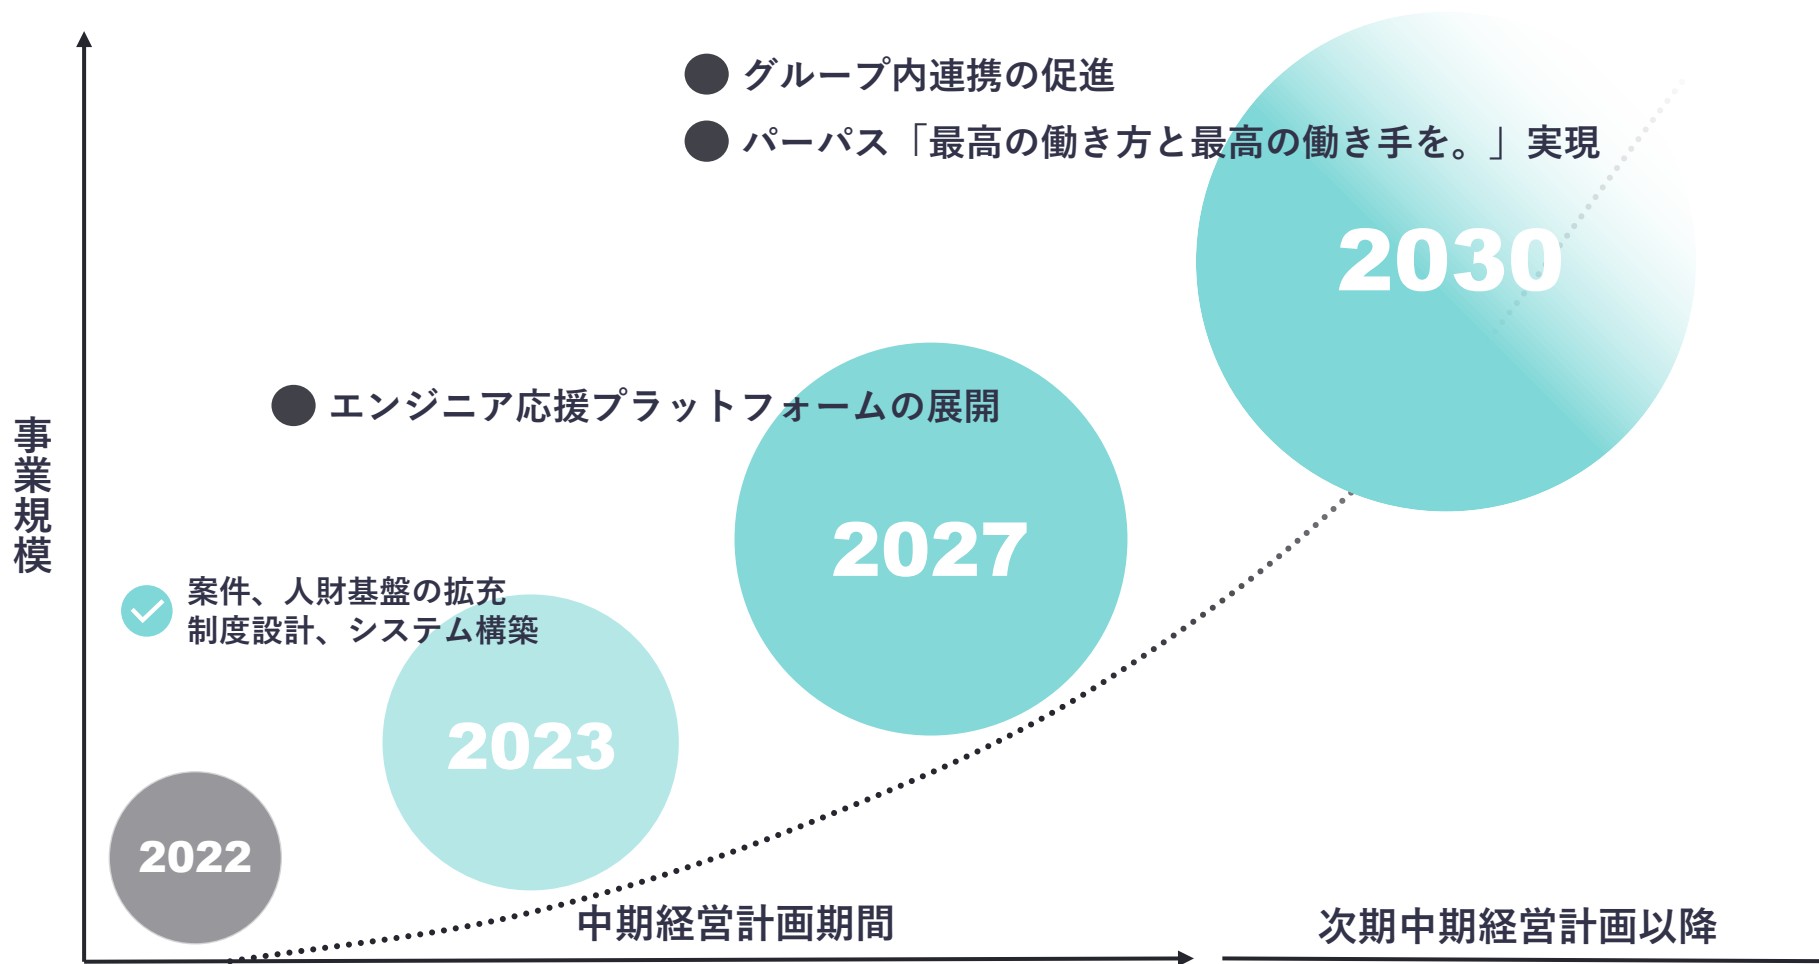 グループ内連携の促進
パーパス「最高の働き方と最高の働き手を。」実現
2030
エンジニア応援プラットフォームの展開
2027
事業規模
案件、人財基盤の拡充
制度設計、システム構築
2023
2022
中期経営計画期間
次期中期経営計画以降